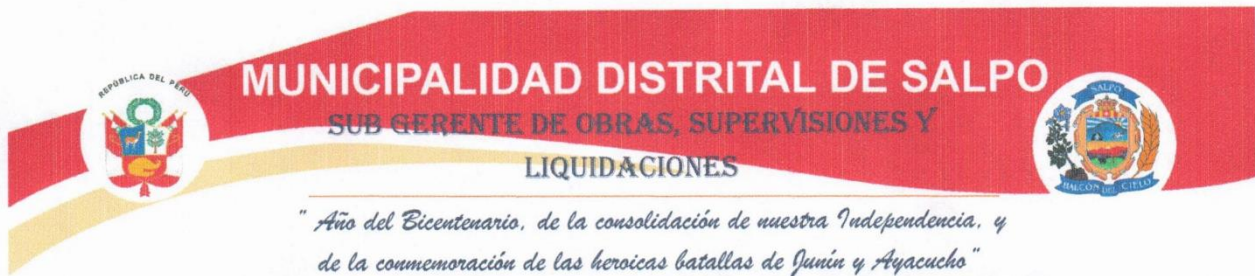 REPÚBLICA DEL PERÚ
MUNICIPALIDAD DISTRITAL DE SALPO
SUB GERENTE DE OBRAS, SUPERVISIONES Y
LIQUIDACIONES
SALPO
BALCÓN DEL CIELO
" Año del Bicentenario, de la consolidación de nuestra Independencia, y
de la conmemoración de las heroicas batallas de Junín y Ayacucho"